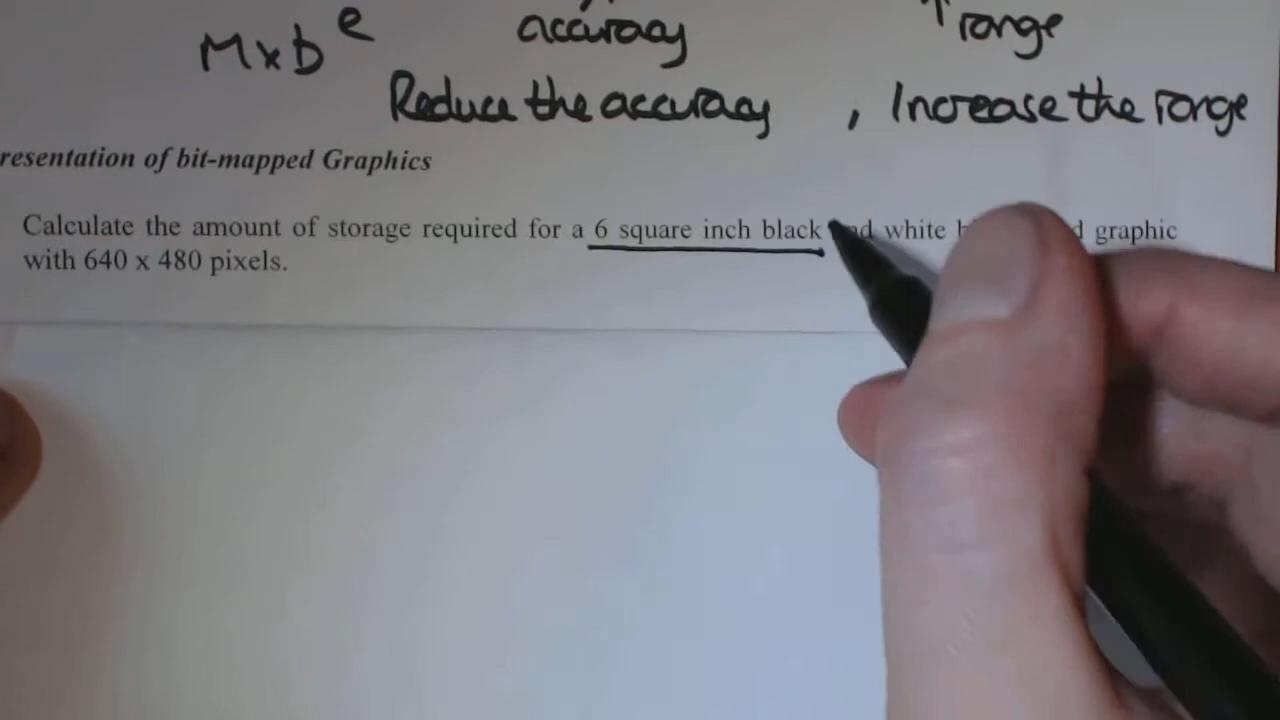 M x b e accuracy ↑ range
Reduce the accuracy , Increase the range
resentation of bit-mapped Graphics
Calculate the amount of storage required for a 6 square inch black white graphic
with 640 x 480 pixels.